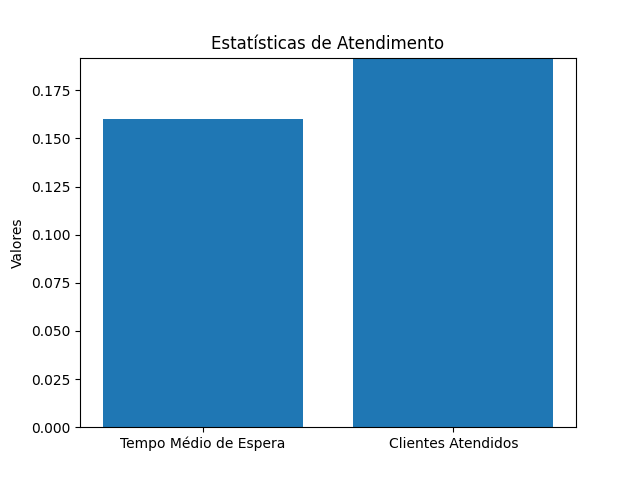 Estatísticas de Atendimento
0.175
0.150
0.125
0.100
0.075
0.050
0.025
0.000
Valores
Tempo Médio de Espera
Clientes Atendidos